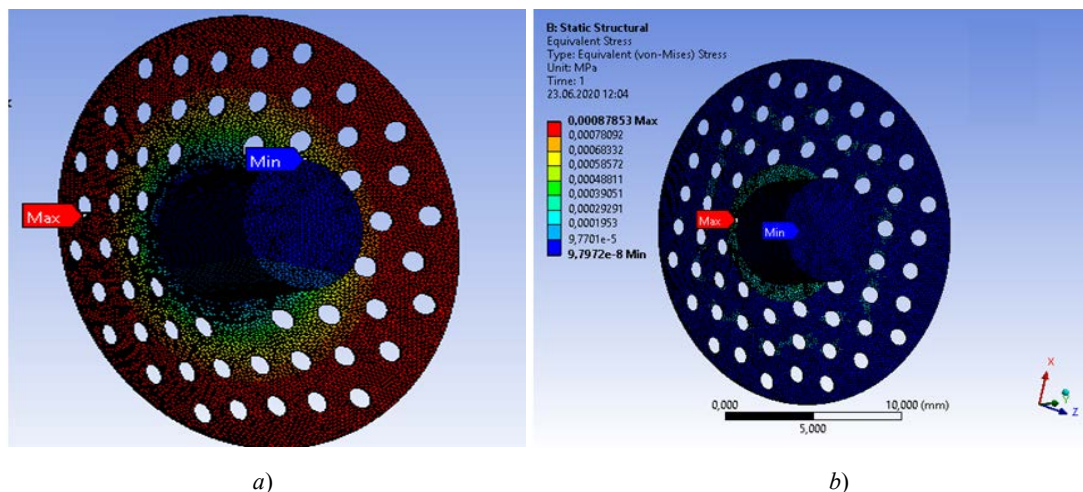 Max
Min
a)
B: Static Structural
Equivalent Stress
Type: Equivalent (von-Mises) Stress
Unit: MPa
Time: 1
23.06.2020 12:04
0,00087853 Max
0,00078092
0,00068332
0,00058572
0,00048811
0,00039051
0,00029291
0,0001953
9,7701e-5
9,7972e-8 Min
Max
Min
0,000
10,000 (mm)
5,000
X
Y
Z
b)